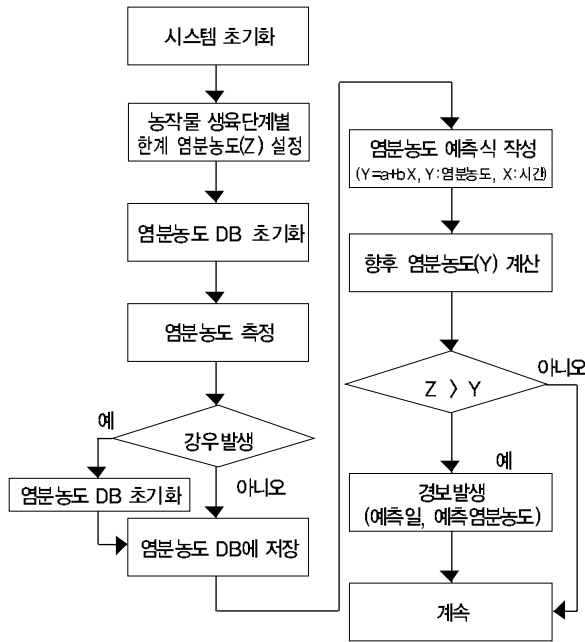 시스템 초기화
농작물 생육단계별
한계 염분농도(Z) 설정
염분농도 DB 초기화
염분농도 측정
강우발생
예
아니오
염분농도 DB 초기화
염분농도 DB에 저장
염분농도 예측식 작성
(Y=a+bX, Y:염분농도, X:시간)
향후 염분농도(Y) 계산
Z > Y
아니오
예
경보발생
(예측일, 예측염분농도)
계속